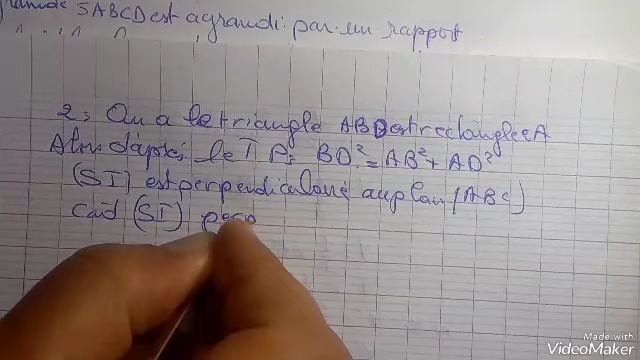 SABCD est agrandi par un rapport
2, On a le triangle ABD est rectangle A
Alors d'après le T P: BD² = AB² + AD²
(SI) est perpendiculaire au plan (ABC)
Càd (SI) perp
Made with
VideoMaker